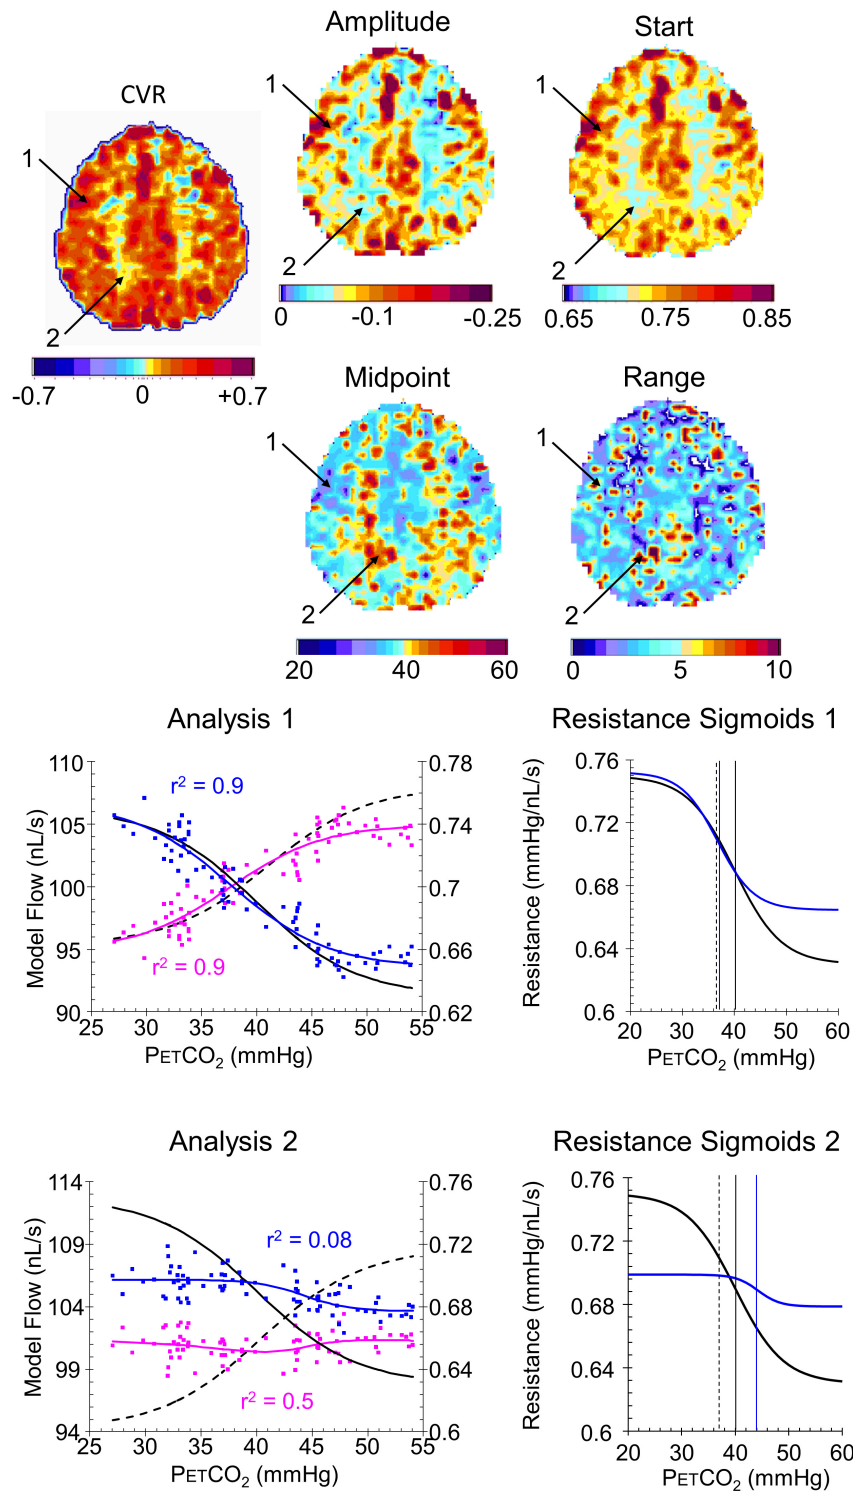 Amplitude
Start
CVR
1
1
1
2
2
2
0 -0.1 -0.25
0.65 0.75 0.85
-0.7 0 +0.7
Midpoint
Range
1
1
2
2
20 40 60
0 5 10
Analysis 1
Resistance Sigmoids 1
110
105
100
95
90
Model Flow (nL/s)
r² = 0.9
r² = 0.9
0.78
0.74
0.7
0.66
0.62
25 30 35 40 45 50 55
PETCO₂ (mmHg)
Resistance (mmHg/nL/s)
0.76
0.72
0.68
0.64
0.6
20 30 40 50 60
PETCO₂ (mmHg)
Analysis 2
Resistance Sigmoids 2
114
109
104
99
94
Model Flow (nL/s)
r² = 0.08
r² = 0.5
0.76
0.72
0.68
0.64
0.6
25 30 35 40 45 50 55
PETCO₂ (mmHg)
Resistance (mmHg/nL/s)
0.76
0.72
0.68
0.64
0.6
20 30 40 50 60
PETCO₂ (mmHg)